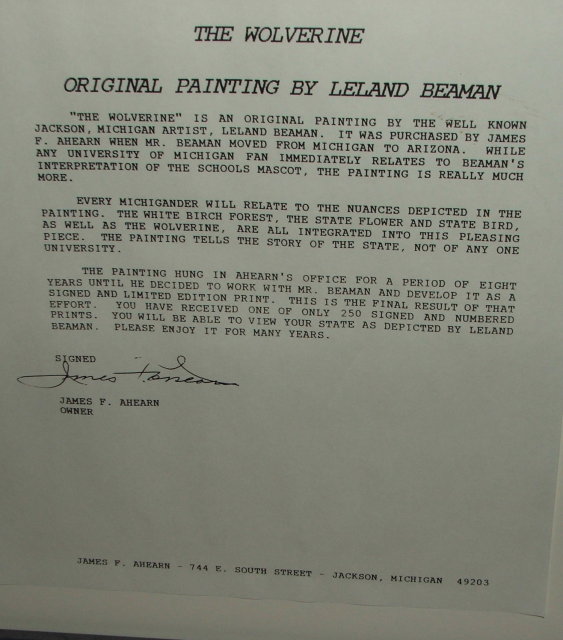 THE WOLVERINE
ORIGINAL PAINTING BY LELAND BEAMAN
"THE WOLVERINE" IS AN ORIGINAL PAINTING BY THE WELL KNOWN
JACKSON, MICHIGAN ARTIST, LELAND BEAMAN. IT WAS PURCHASED BY JAMES
F. AHEARN WHEN MR. BEAMAN MOVED FROM MICHIGAN TO ARIZONA. WHILE
ANY UNIVERSITY OF MICHIGAN FAN IMMEDIATELY RELATES TO BEAMAN'S
INTERPRETATION OF THE SCHOOLS MASCOT, THE PAINTING IS REALLY MUCH
MORE.
EVERY MICHIGANDER WILL RELATE TO THE NUANCES DEPICTED IN THE
PAINTING. THE WHITE BIRCH FOREST, THE STATE FLOWER AND STATE BIRD,
AS WELL AS THE WOLVERINE, ARE ALL INTEGRATED INTO THIS PLEASING
PIECE. THE PAINTING TELLS THE STORY OF THE STATE, NOT OF ANY ONE
UNIVERSITY.
THE PAINTING HUNG IN AHEARN'S OFFICE FOR A PERIOD OF EIGHT
YEARS UNTIL HE DECIDED TO WORK WITH MR. BEAMAN AND DEVELOP IT AS A
SIGNED AND LIMITED EDITION PRINT. THIS IS THE FINAL RESULT OF THAT
EFFORT. YOU HAVE RECEIVED ONE OF ONLY 250 SIGNED AND NUMBERED
PRINTS. YOU WILL BE ABLE TO VIEW YOUR STATE AS DEPICTED BY LELAND
BEAMAN. PLEASE ENJOY IT FOR MANY YEARS.
SIGNED
James F. Ahearn
JAMES F. AHEARN
OWNER
JAMES F. AHEARN - 744 E. SOUTH STREET - JACKSON, MICHIGAN 49203